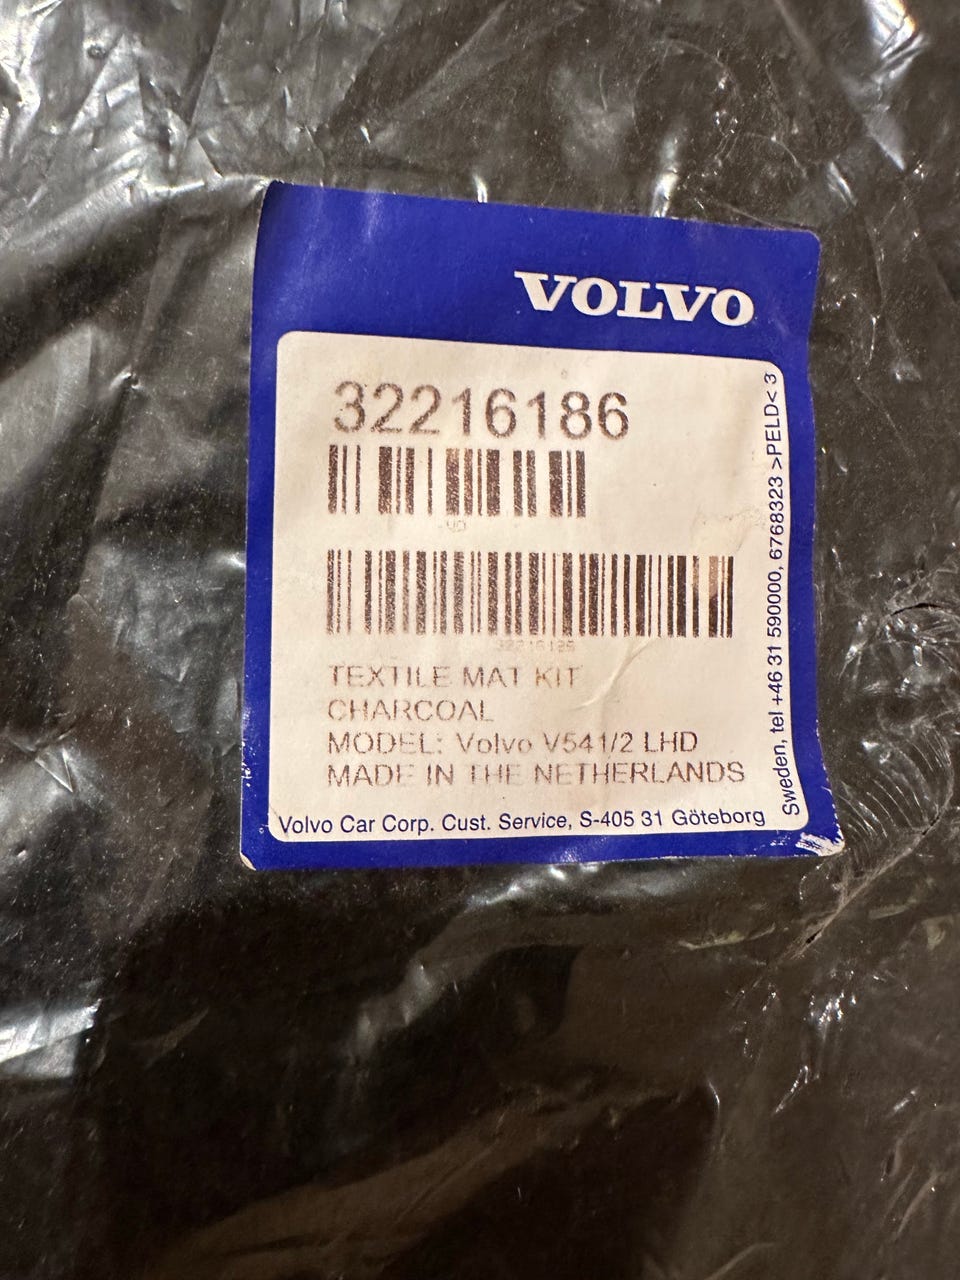 VOLVO
32216186
TEXTILE MAT KIT
CHARCOAL
MODEL: Volvo V541/2 LHD
MADE IN THE NETHERLANDS
Volvo Car Corp. Cust. Service, S-405 31 Göteborg
Sweden, tel +46 31 590000, 6768323 >PELD< 3